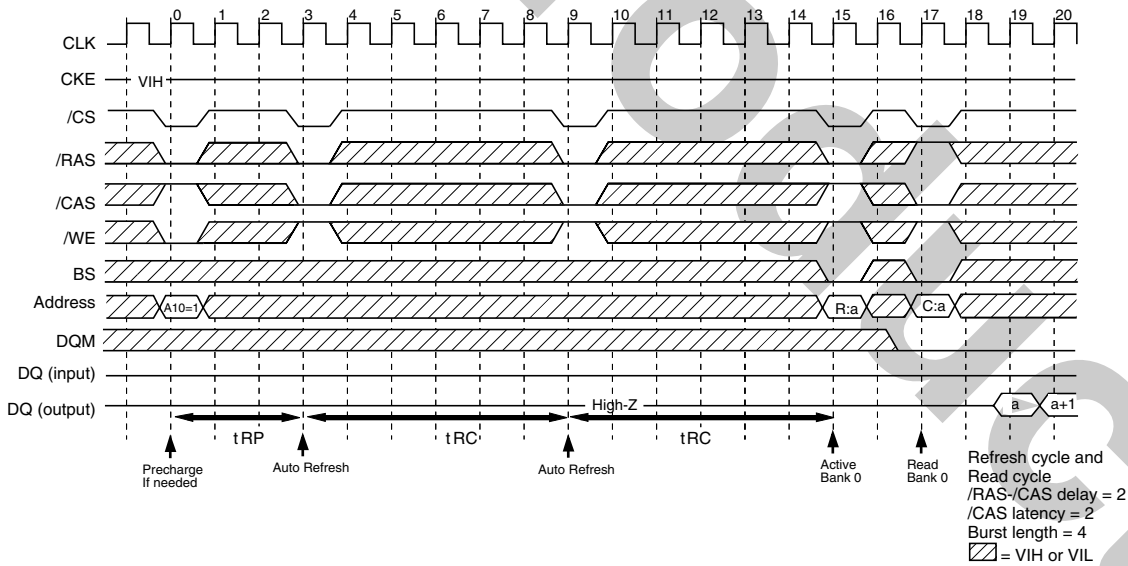 0 1 2 3 4 5 6 7 8 9 10 11 12 13 14 15 16 17 18 19 20
CLK
CKE VIH
/CS
/RAS
/CAS
/WE
BS
Address A10=1 R:a C:a
DQM
DQ (input)
DQ (output) High-Z a a+1
tRP tRC tRC
Precharge
If needed
Auto Refresh
Auto Refresh
Active
Bank 0
Read
Bank 0
Refresh cycle and
Read cycle
/RAS-/CAS delay = 2
/CAS latency = 2
Burst length = 4
= VIH or VIL